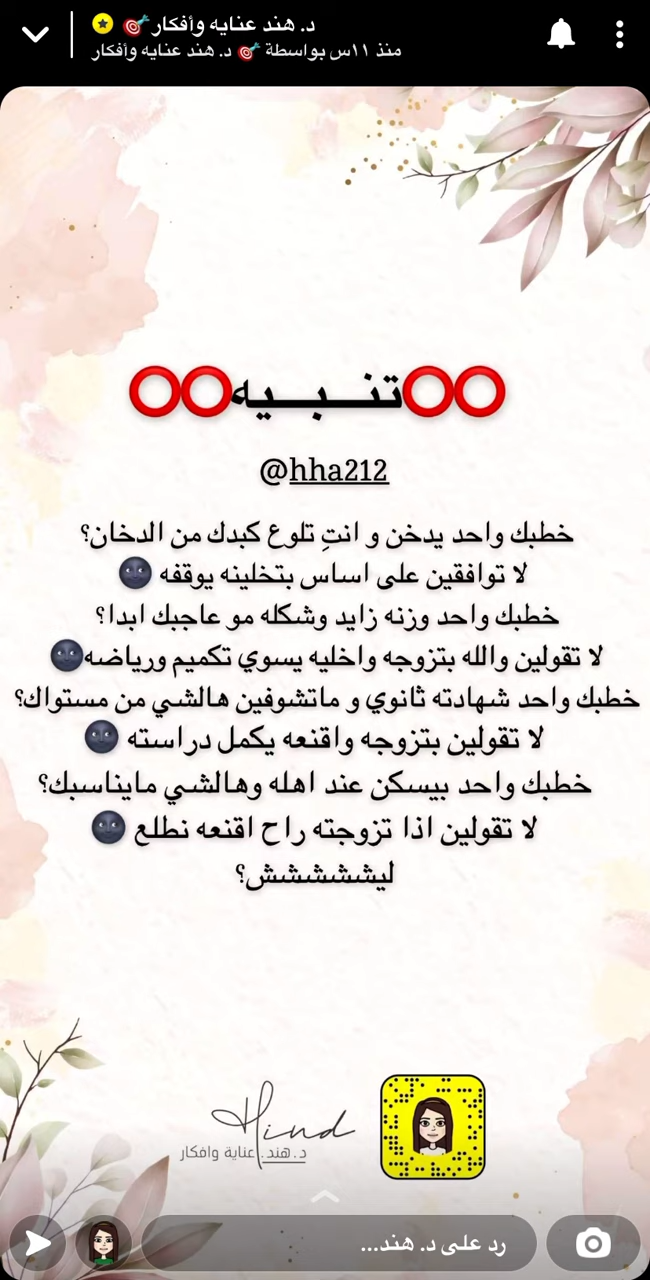 د. هند عنايه وأفكار 🎯
منذ ١١س بواسطة 🎯 د. هند عنايه وأفكار
⭕⭕تنـــبـــيه⭕⭕
@hha212
خطبك واحد يدخن و انتِ تلوع كبدك من الدخان؟
لا توافقين على اساس بتخلينه يوقفه 🌚
خطبك واحد وزنه زايد وشكله مو عاجبك ابدا؟
لا تقولين والله بتزوجه واخليه يسوي تكميم ورياضه🌚
خطبك واحد شهادته ثانوي و ماتشوفين هالشي من مستواك؟
لا تقولين بتزوجه واقنعه يكمل دراسته 🌚
خطبك واحد بيسكن عند اهله وهالشي مايناسبك؟
لا تقولين اذا تزوجته راح اقنعه نطلع 🌚
ليشششششش؟
Hind
د.هند.عناية وافكار
رد على د. هند...